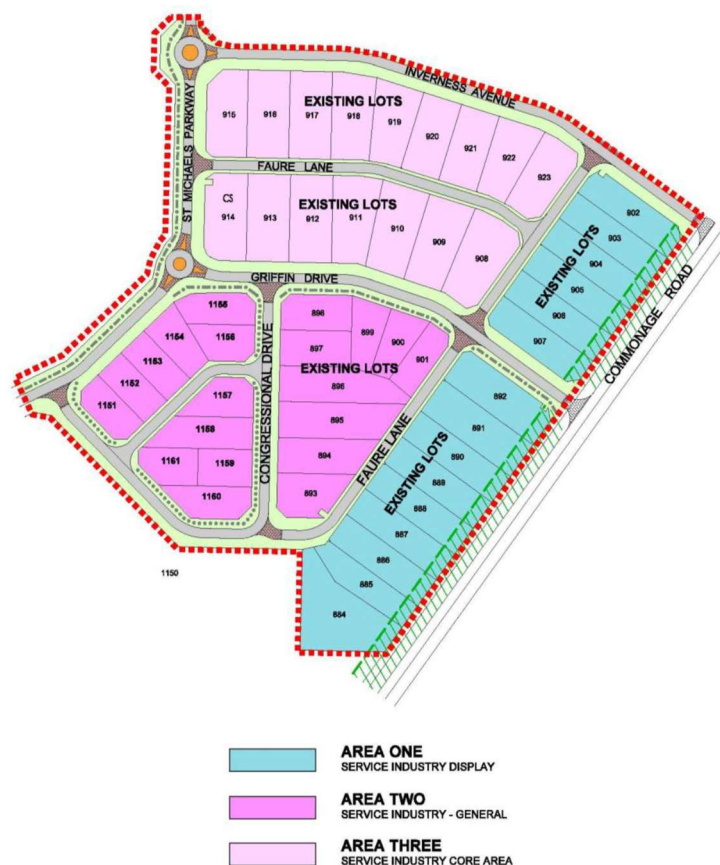 INVERNESS AVENUE
ST MICHAELS PARKWAY
EXISTING LOTS
915
916
917
918
919
920
921
922
923
FAURE LANE
EXISTING LOTS
CS
914
913
912
911
910
909
908
902
903
904
905
906
907
EXISTING LOTS
COMMONAGE ROAD
GRIFFIN DRIVE
1155
1154
1156
1153
1152
1151
898
899
900
901
897
EXISTING LOTS
896
895
894
893
CONGRESSIONAL DRIVE
FAURE LANE
1157
1158
1161
1159
1160
892
891
890
889
888
887
886
885
884
EXISTING LOTS
1150
AREA ONE
SERVICE INDUSTRY DISPLAY
AREA TWO
SERVICE INDUSTRY - GENERAL
AREA THREE
SERVICE INDUSTRY CORE AREA